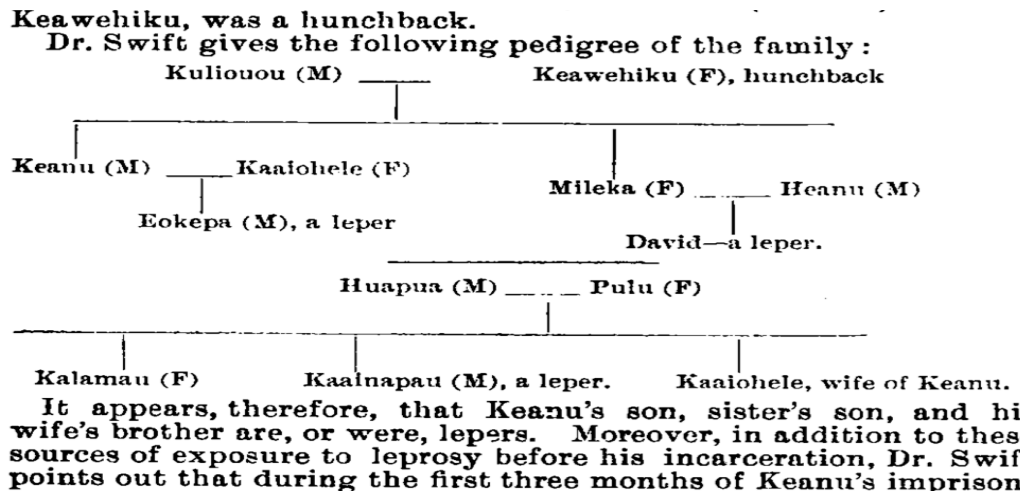 Keawehiku, was a hunchback.
Dr. Swift gives the following pedigree of the family :
Kuliouou (M) Keawehiku (F), hunchback
Keanu (M) Kaaiohele (F)
Mileka (F) Heanu (M)
Eokepa (M), a leper
David—a leper.
Huapua (M) Pulu (F)
Kalamau (F) Kaainapau (M), a leper. Kaaiohele, wife of Keanu.
It appears, therefore, that Keanu's son, sister's son, and hi
wife's brother are, or were, lepers. Moreover, in addition to thes
sources of exposure to leprosy before his incarceration, Dr. Swif
points out that during the first three months of Keanu's imprison